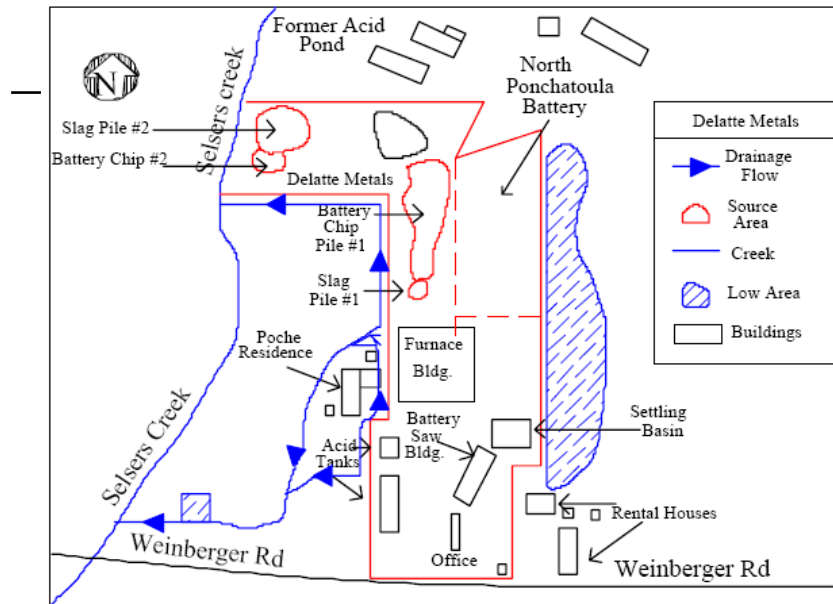 Former Acid
Pond
North
Ponchatoula
Battery
N
Selsers creek
Slag Pile #2
Battery Chip #2
Delatte Metals
Battery
Chip
Pile #1
Slag
Pile #1
Poche
Residence
Furnace
Bldg.
Battery
Saw
Bldg.
Settling
Basin
Acid
Tanks
Selsers Creek
Rental Houses
Office
Weinberger Rd
Weinberger Rd
Delatte Metals
Drainage
Flow
Source
Area
Creek
Low Area
Buildings